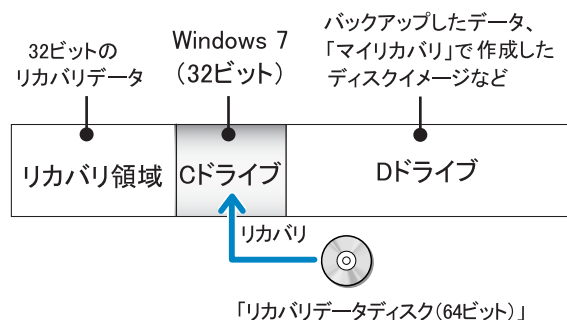 32ビットの
リカバリデータ
Windows 7
(32ビット)
バックアップしたデータ、
「マイリカバリ」で作成した
ディスクイメージなど
リカバリ領域
Cドライブ
Dドライブ
リカバリ
「リカバリデータディスク(64ビット)」